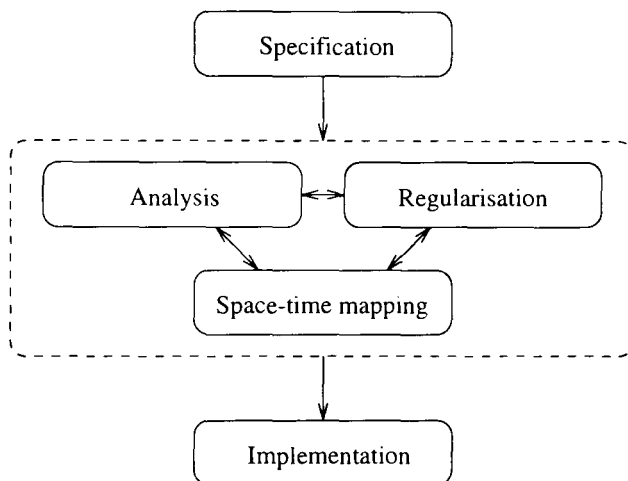 Specification
Analysis
Regularisation
Space-time mapping
Implementation